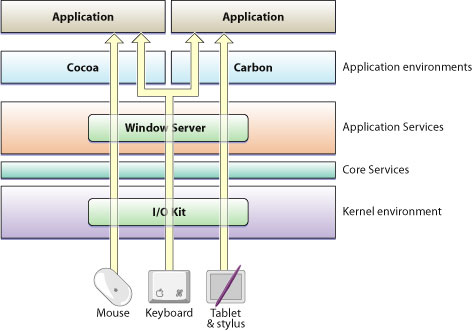 Application
Application
Cocoa
Carbon
Application environments
Window Server
Application Services
Core Services
I/O Kit
Kernel environment
Mouse
Keyboard
Tablet
& stylus